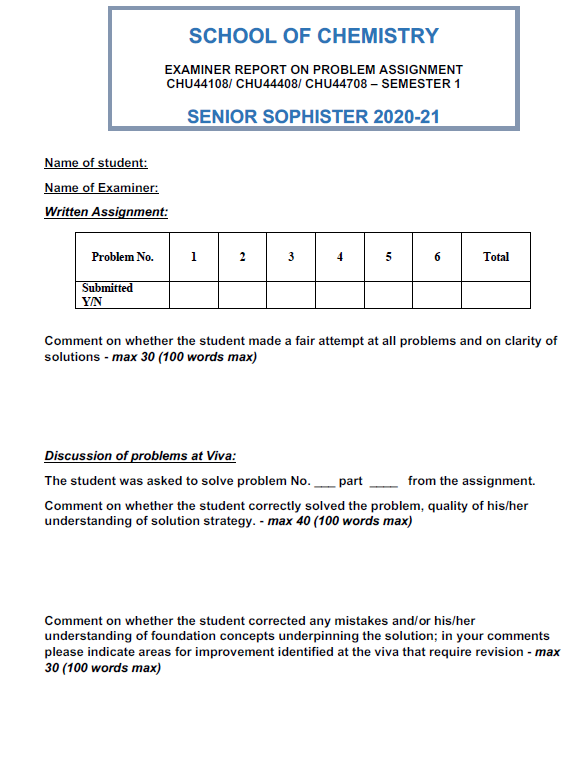 SCHOOL OF CHEMISTRY
EXAMINER REPORT ON PROBLEM ASSIGNMENT
CHU44108/ CHU44408/ CHU44708 – SEMESTER 1
SENIOR SOPHISTER 2020-21
Name of student:
Name of Examiner:
Written Assignment:
Problem No. 1 2 3 4 5 6 Total
Submitted
Y/N
Comment on whether the student made a fair attempt at all problems and on clarity of
solutions - max 30 (100 words max)
Discussion of problems at Viva:
The student was asked to solve problem No. ___ part ____ from the assignment.
Comment on whether the student correctly solved the problem, quality of his/her
understanding of solution strategy. - max 40 (100 words max)
Comment on whether the student corrected any mistakes and/or his/her
understanding of foundation concepts underpinning the solution; in your comments
please indicate areas for improvement identified at the viva that require revision - max
30 (100 words max)